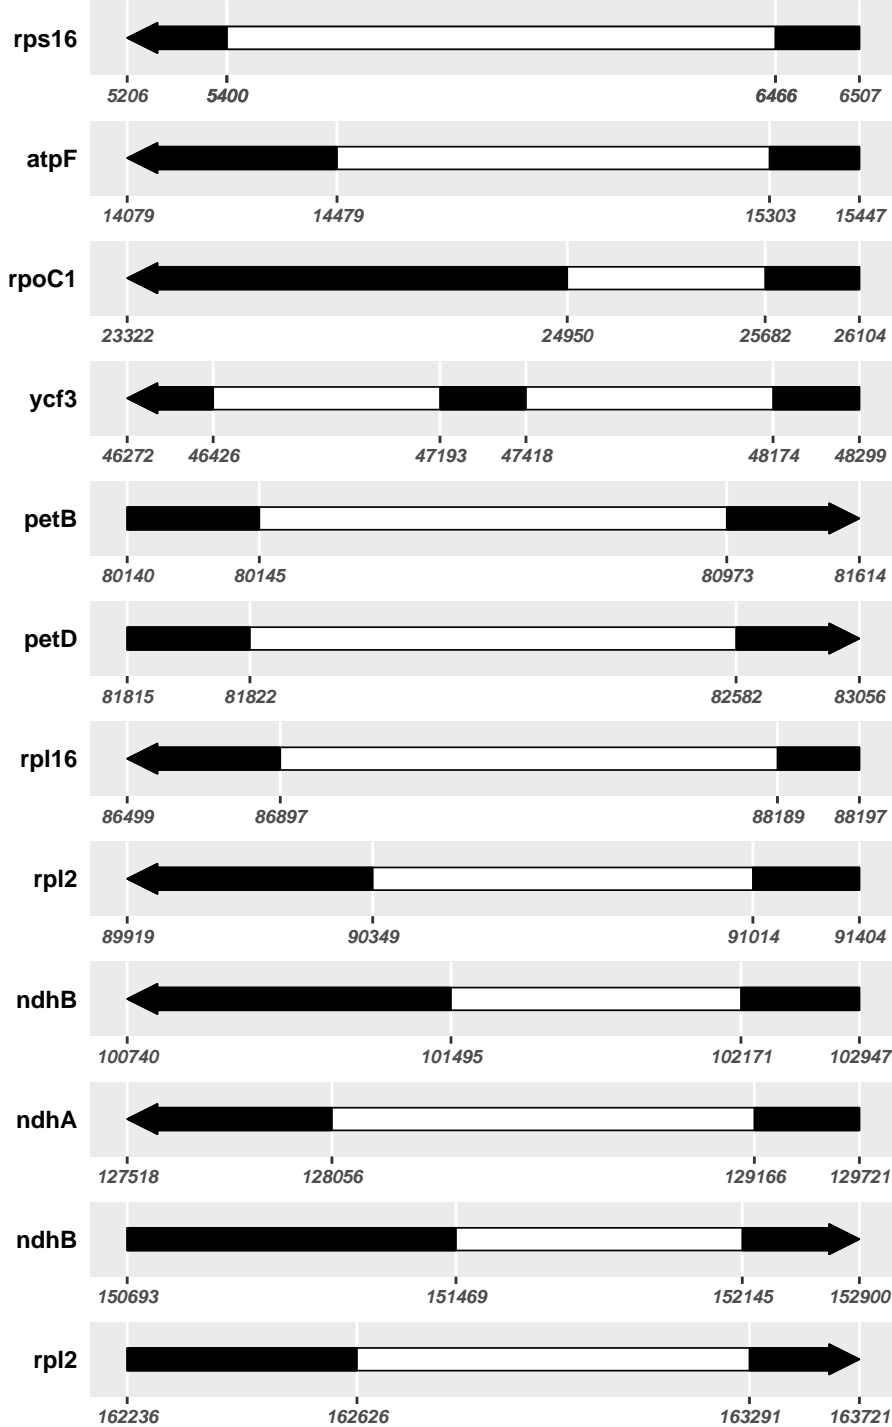 rps16
5206 5400 6466 6507
atpF
14079 14479 15303 15447
rpoC1
23322 24950 25682 26104
ycf3
46272 46426 47193 47418 48174 48299
petB
80140 80145 80973 81614
petD
81815 81822 82582 83056
rpl16
86499 86897 88189 88197
rpl2
89919 90349 91014 91404
ndhB
100740 101495 102171 102947
ndhA
127518 128056 129166 129721
ndhB
150693 151469 152145 152900
rpl2
162236 162626 163291 163721